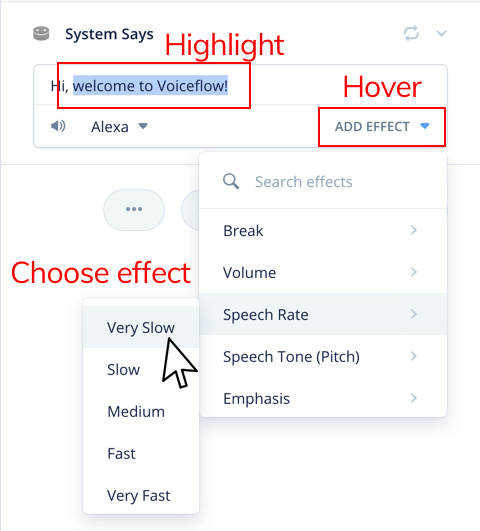 System Says
Highlight
Hi, welcome to Voiceflow!
Hover
Alexa
ADD EFFECT
Search effects
Break
Volume
Speech Rate
Speech Tone (Pitch)
Emphasis
Choose effect
Very Slow
Slow
Medium
Fast
Very Fast